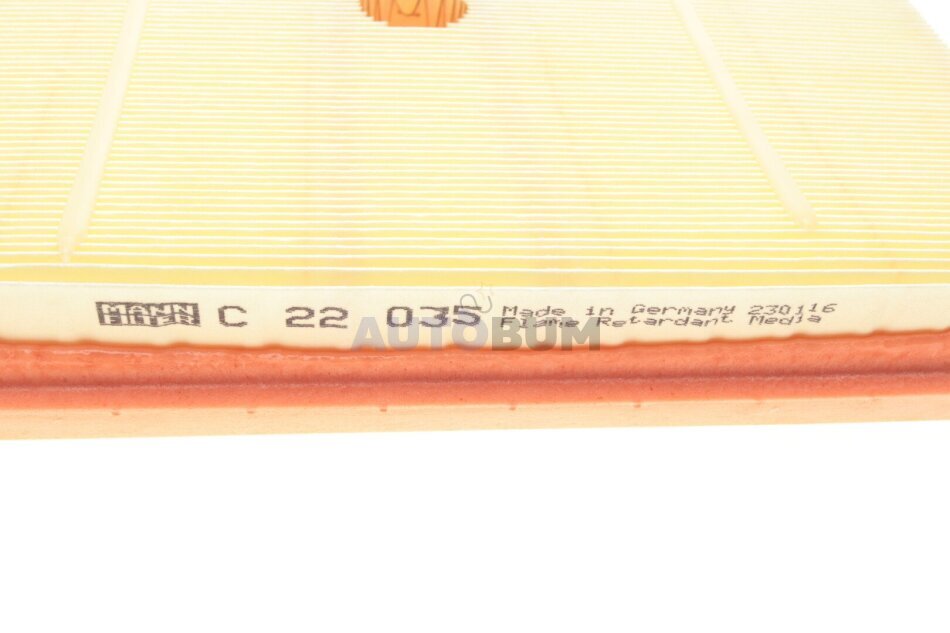 MANN FILTER C 22 035 Made in Germany 230116
Flame Retardant Media
AUTOBUM